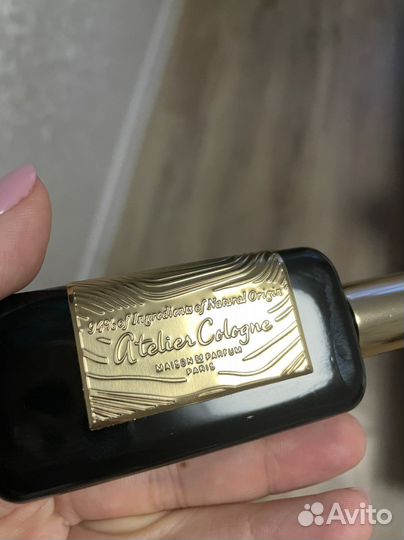 94% of Ingredients of Natural Origin
Atelier Cologne
MAISON DE PARFUM
PARIS
Avito